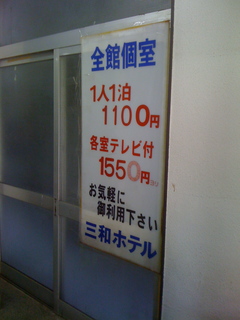 全館個室
1人1泊
1100円
各室テレビ付
1550円
お気軽に
御利用下さい
三和ホテル